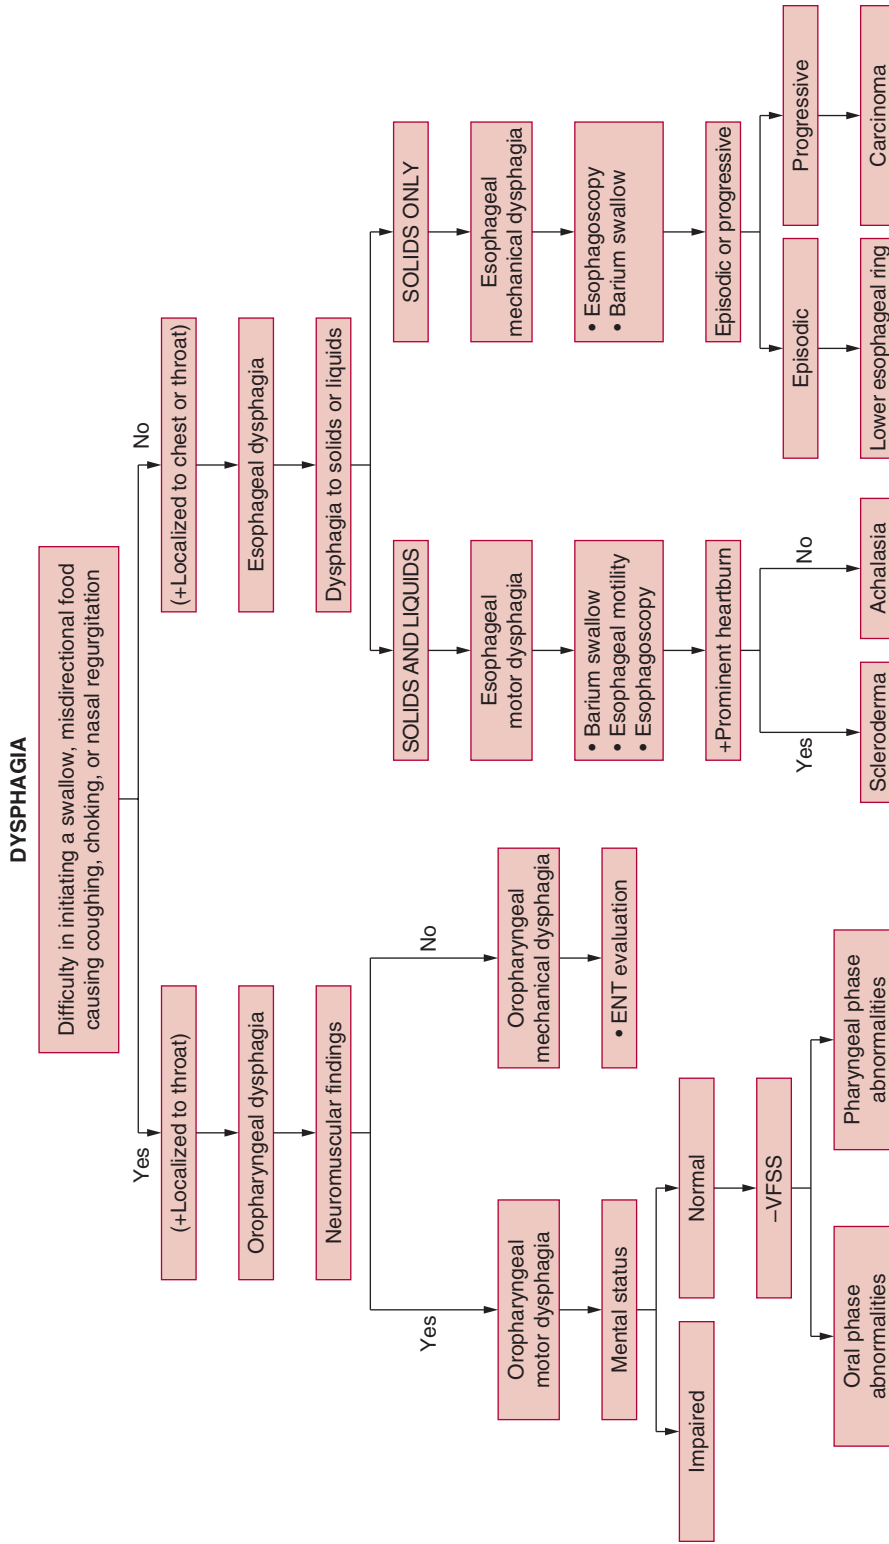 DYSPHAGIA
Difficulty in initiating a swallow, misdirectional food
causing coughing, choking, or nasal regurgitation
Yes
No
(+Localized to throat)
(+Localized to chest or throat)
Oropharyngeal dysphagia
Esophageal dysphagia
Neuromuscular findings
Dysphagia to solids or liquids
Yes
No
SOLIDS AND LIQUIDS
SOLIDS ONLY
Oropharyngeal
motor dysphagia
Oropharyngeal
mechanical dysphagia
Esophageal
motor dysphagia
Esophageal
mechanical dysphagia
Mental status
• ENT evaluation
• Barium swallow
• Esophageal motility
• Esophagoscopy
• Esophagoscopy
• Barium swallow
Impaired
Normal
+Prominent heartburn
Episodic or progressive
–VFSS
Yes
No
Episodic
Progressive
Oral phase
abnormalities
Pharyngeal phase
abnormalities
Scleroderma
Achalasia
Lower esophageal ring
Carcinoma